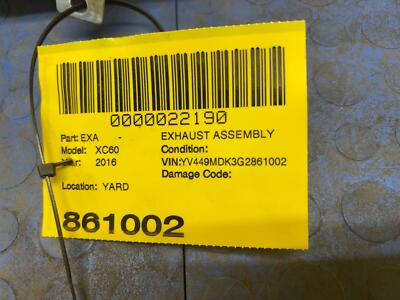 0000022190
Part: EXA - EXHAUST ASSEMBLY
Model: XC60 Condition:
Year: 2016 VIN:YV449MDK3G2861002
Damage Code:
Location: YARD
861002